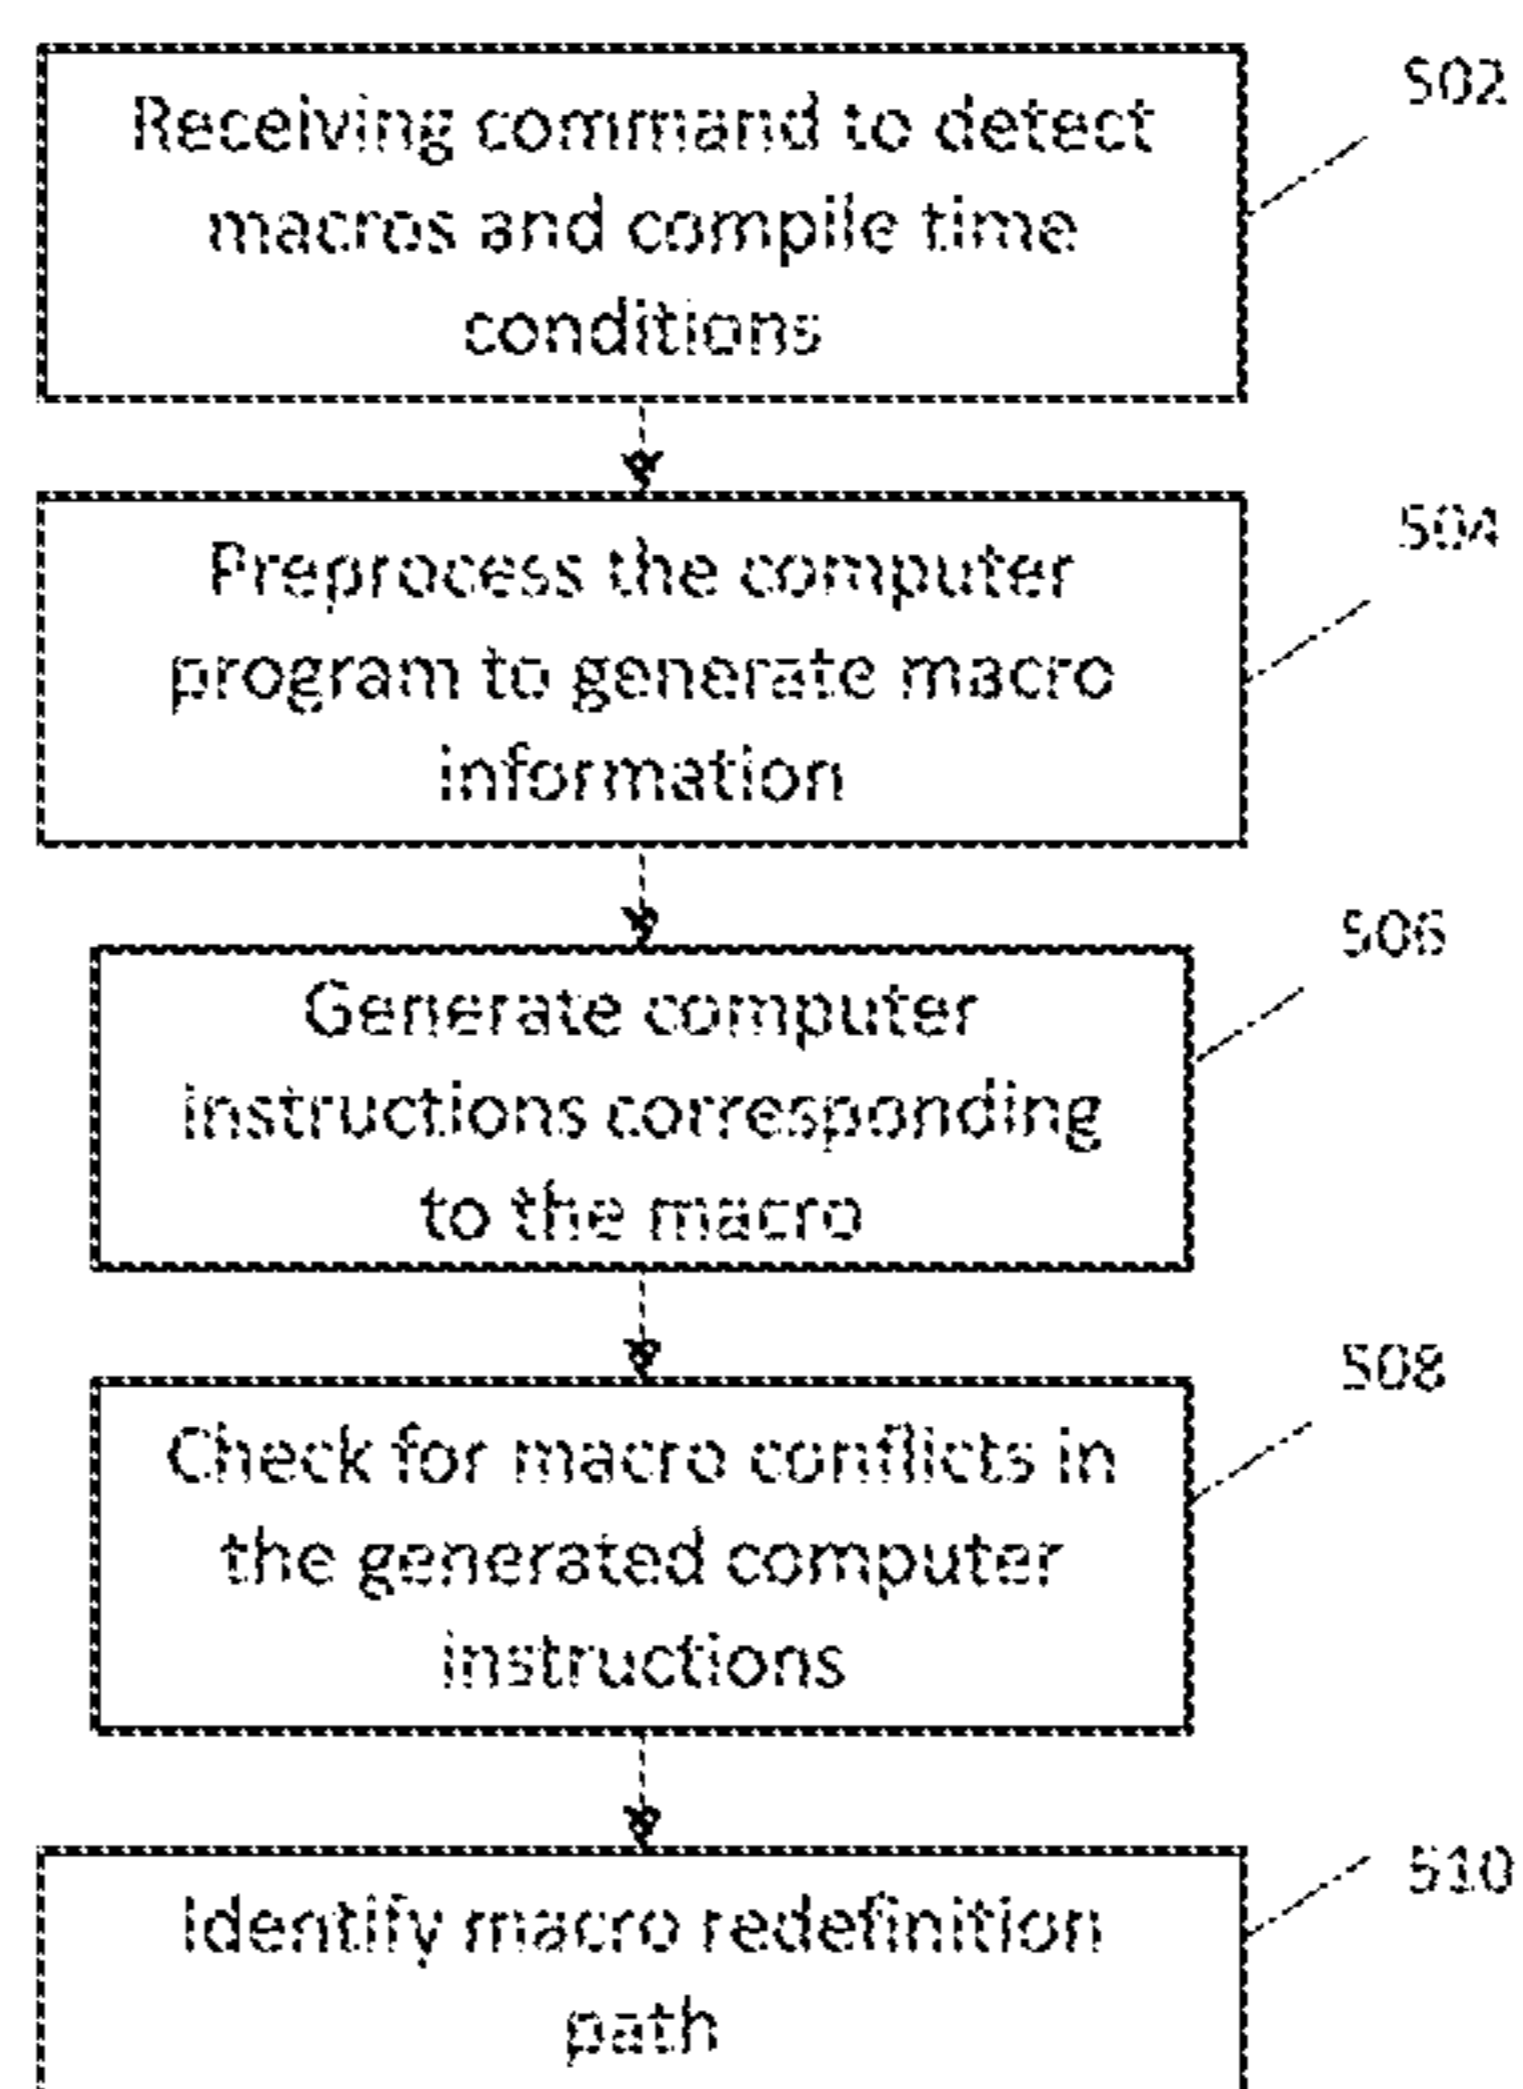 502
Receiving command to detect
macros and compile time
conditions
504
Preprocess the computer
program to generate macro
information
506
Generate computer
instructions corresponding
to the macro
508
Check for macro conflicts in
the generated computer
instructions
510
Identify macro redefinition
path